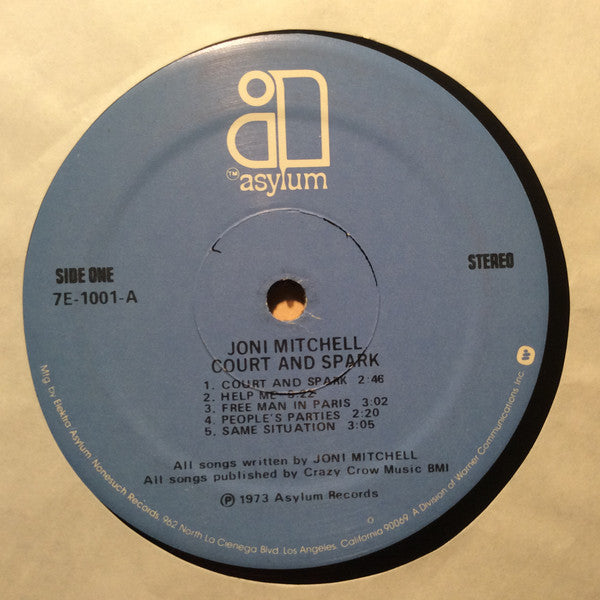 TM asylum
SIDE ONE
STEREO
7E-1001-A
JONI MITCHELL
COURT AND SPARK
1. COURT AND SPARK 2:46
2. HELP ME
3. FREE MAN IN PARIS 3:02
4. PEOPLE'S PARTIES 2:20
5. SAME SITUATION 3:05
All songs written by JONI MITCHELL
All songs published by Crazy Crow Music BMI
℗ 1973 Asylum Records
Mfg. by Elektra Asylum Nonesuch Records, 962 North La Cienega Blvd. Los Angeles, California 90069. A Division of Warner Communications Inc.